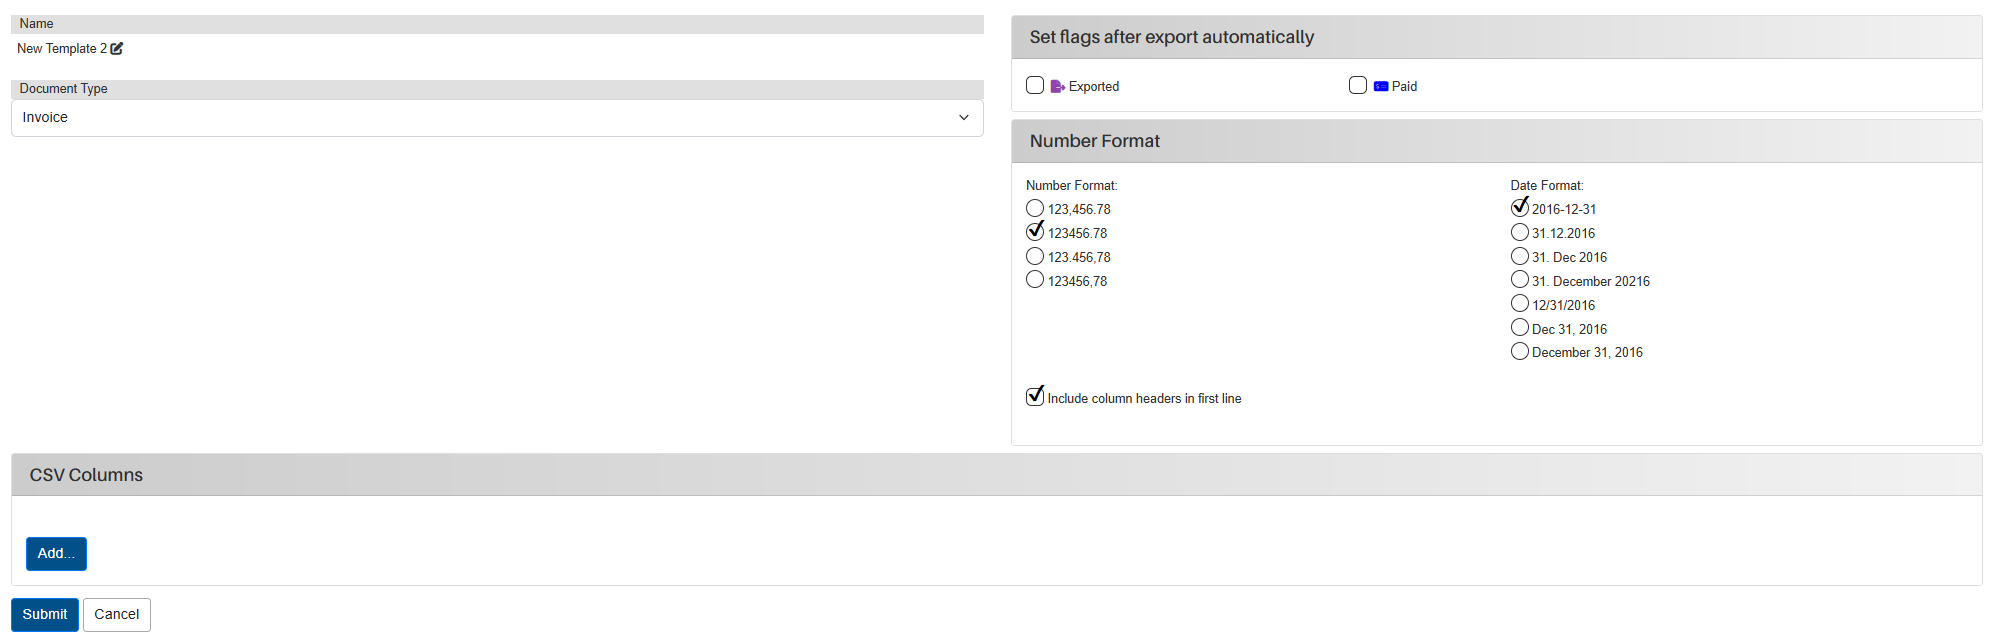 Name
New Template 2
Document Type
Invoice
Set flags after export automatically
Exported
Paid
Number Format
Number Format:
123,456.78
123456.78
123.456,78
123456,78
Date Format:
2016-12-31
31.12.2016
31. Dec 2016
31. December 20216
12/31/2016
Dec 31, 2016
December 31, 2016
Include column headers in first line
CSV Columns
Add...
Submit
Cancel